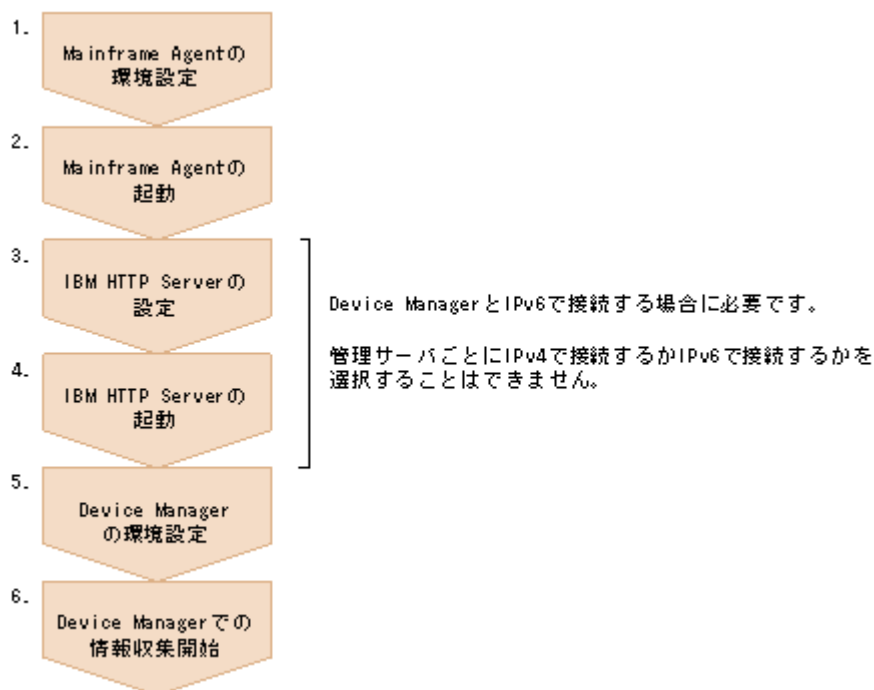 1.
Mainframe Agentの
環境設定
2.
Mainframe Agentの
起動
3.
IBM HTTP Serverの
設定
Device ManagerとIPv6で接続する場合に必要です。
管理サーバごとにIPv4で接続するかIPv6で接続するかを
選択することはできません。
4.
IBM HTTP Serverの
起動
5.
Device Manager
の環境設定
6.
Device Managerでの
情報収集開始